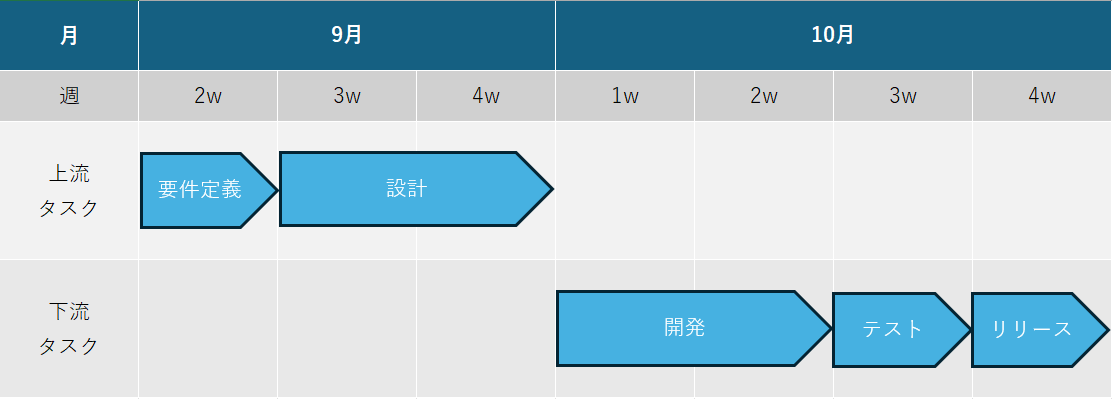 月 9月 10月
週 2w 3w 4w 1w 2w 3w 4w
上流
タスク
要件定義 設計
下流
タスク
開発 テスト リリース